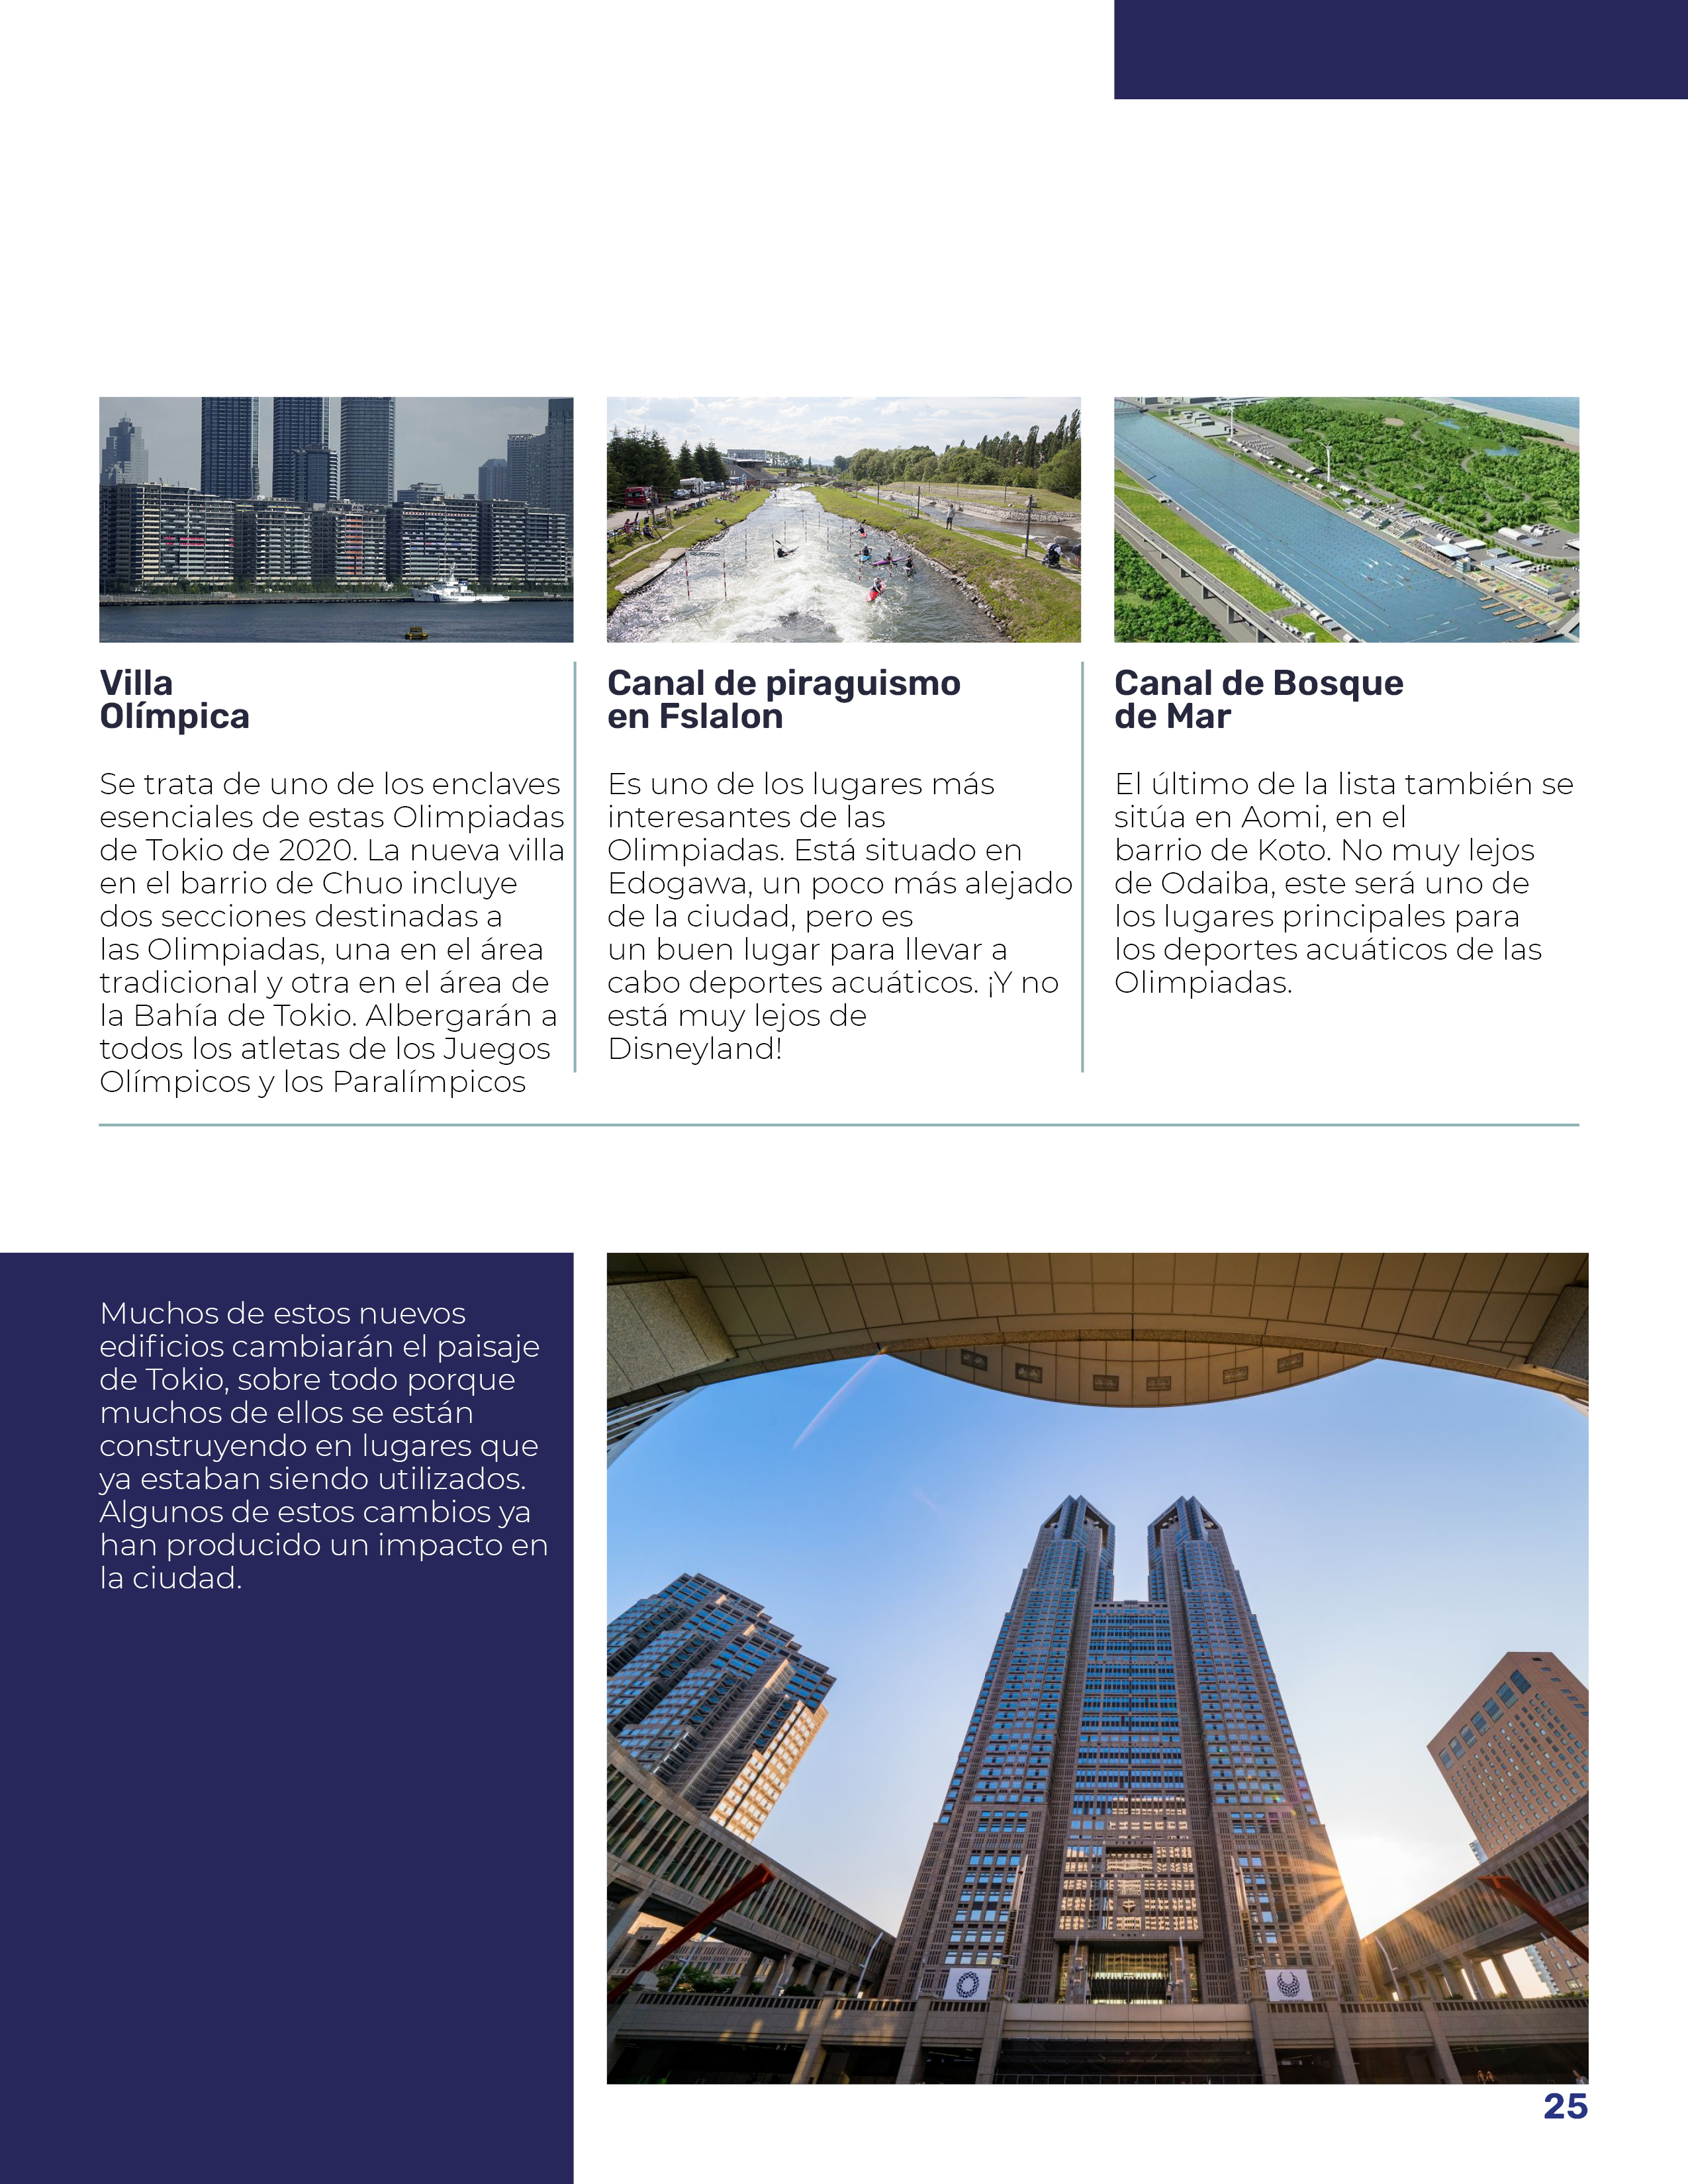 Villa
Olímpica
Se trata de uno de los enclaves
esenciales de estas Olimpiadas
de Tokio de 2020. La nueva villa
en el barrio de Chuo incluye
dos secciones destinadas a
las Olimpiadas, una en el área
tradicional y otra en el área de
la Bahía de Tokio. Albergarán a
todos los atletas de los Juegos
Olímpicos y los Paralímpicos
Canal de piraguismo
en Fslalon
Es uno de los lugares más
interesantes de las
Olimpiadas. Está situado en
Edogawa, un poco más alejado
de la ciudad, pero es
un buen lugar para llevar a
cabo deportes acuáticos. ¡Y no
está muy lejos de
Disneyland!
Canal de Bosque
de Mar
El último de la lista también se
sitúa en Aomi, en el
barrio de Koto. No muy lejos
de Odaiba, este será uno de
los lugares principales para
los deportes acuáticos de las
Olimpiadas.
Muchos de estos nuevos
edificios cambiarán el paisaje
de Tokio, sobre todo porque
muchos de ellos se están
construyendo en lugares que
ya estaban siendo utilizados.
Algunos de estos cambios ya
han producido un impacto en
la ciudad.
25